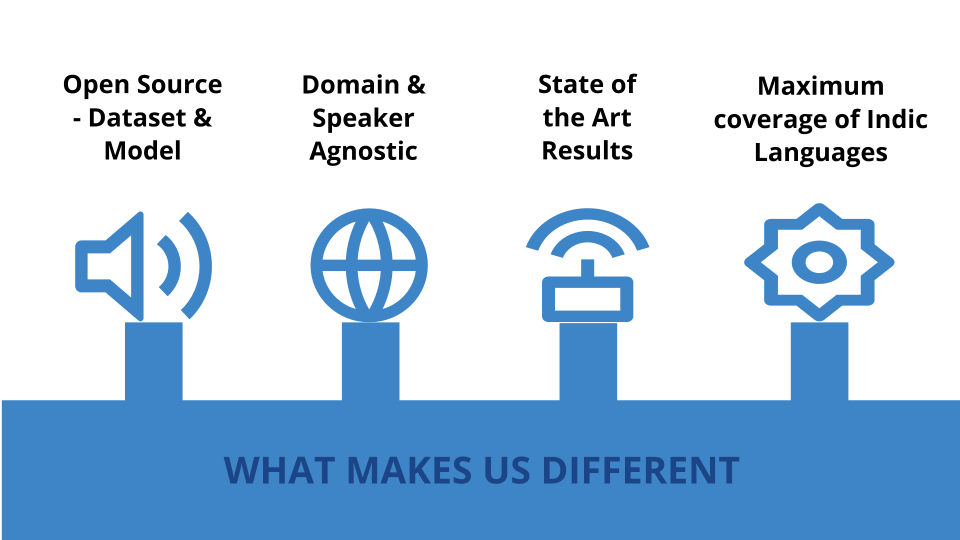 Open Source
- Dataset &
Model
Domain &
Speaker
Agnostic
State of
the Art
Results
Maximum
coverage of Indic
Languages
WHAT MAKES US DIFFERENT